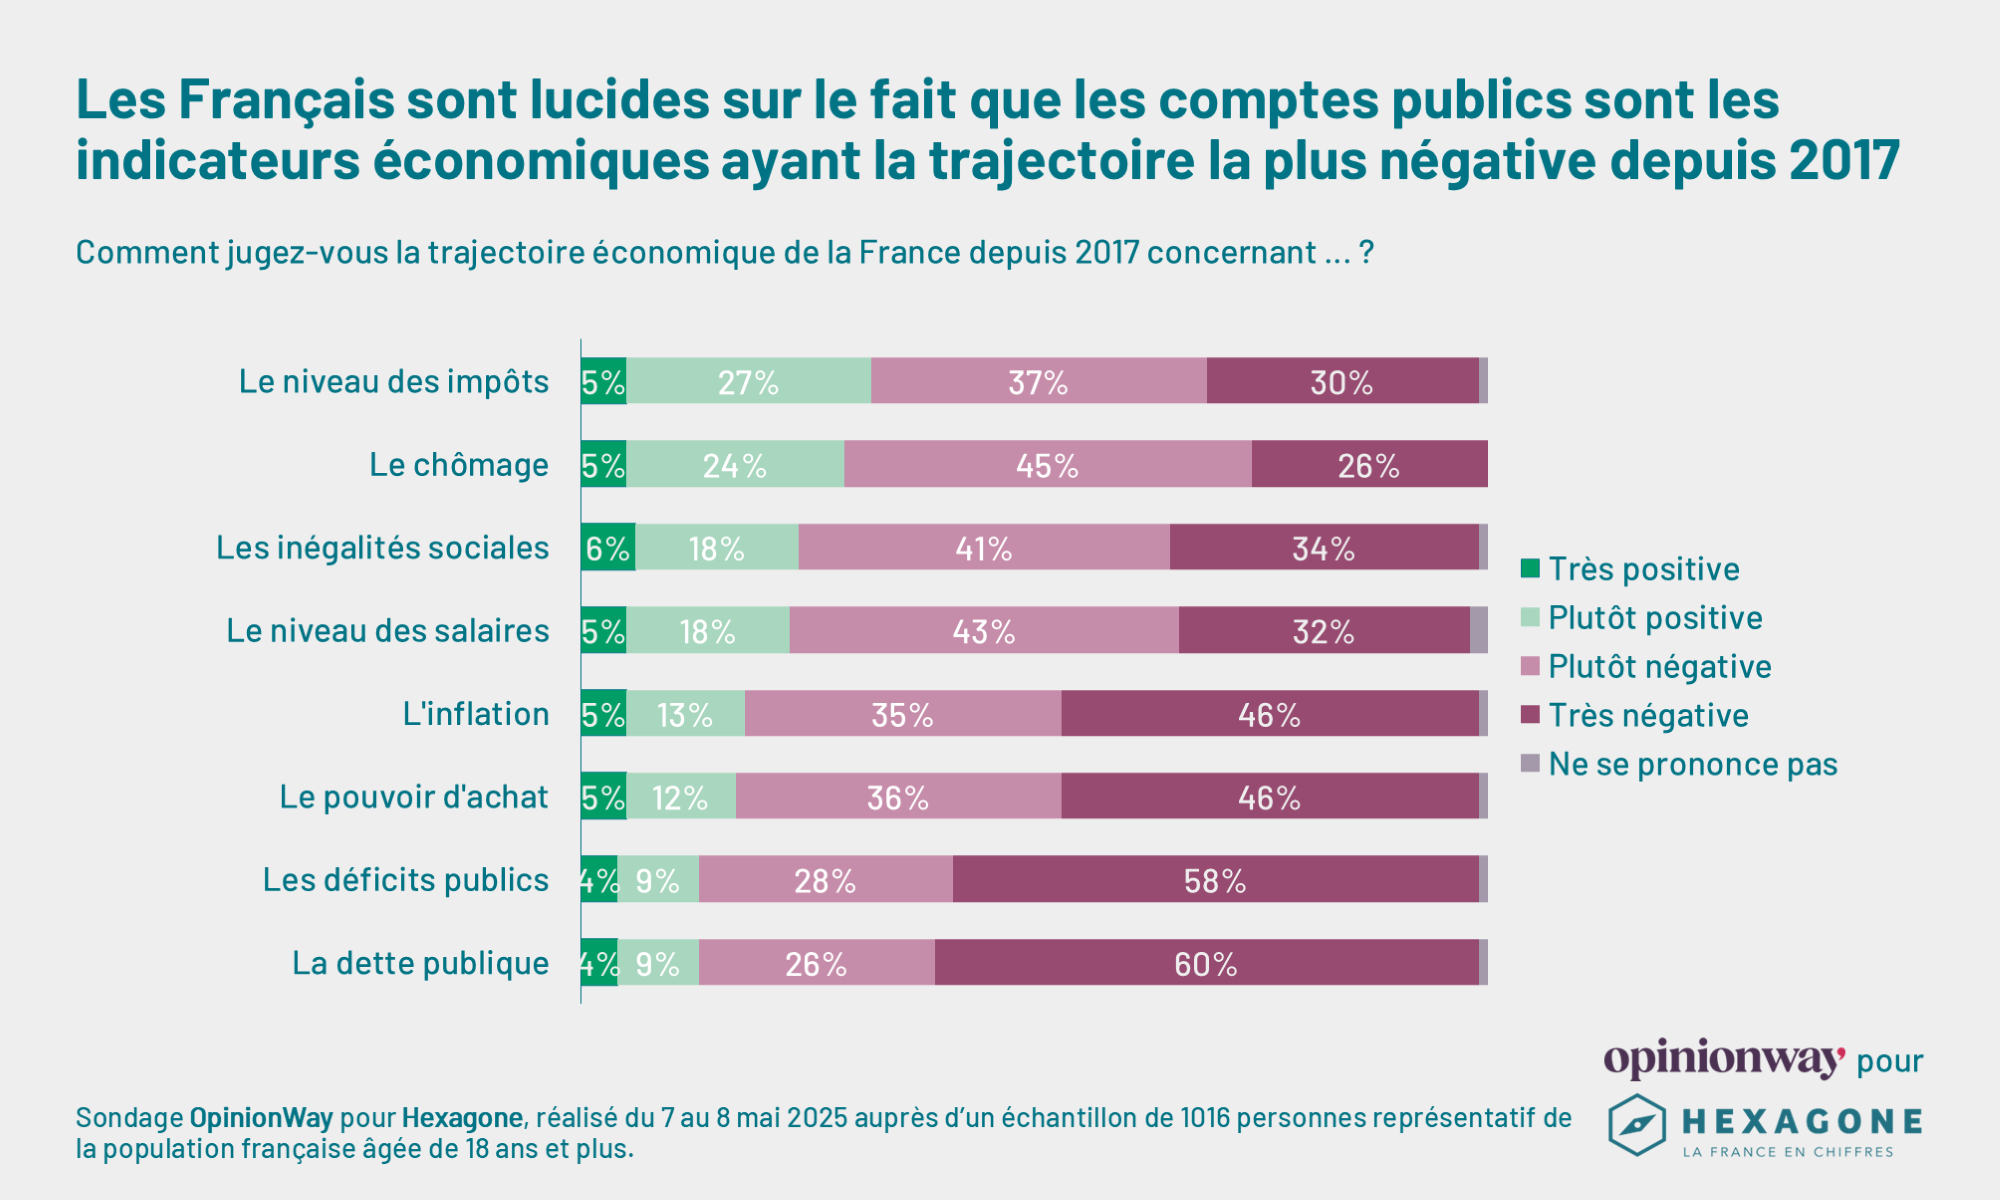 Les Français sont lucides sur le fait que les comptes publics sont les
indicateurs économiques ayant la trajectoire la plus négative depuis 2017
Comment jugez-vous la trajectoire économique de la France depuis 2017 concernant ... ?
Le niveau des impôts 5% 27% 37% 30%
Le chômage 5% 24% 45% 26%
Les inégalités sociales 6% 18% 41% 34%
Le niveau des salaires 5% 18% 43% 32%
L'inflation 5% 13% 35% 46%
Le pouvoir d'achat 5% 12% 36% 46%
Les déficits publics 4% 9% 28% 58%
La dette publique 4% 9% 26% 60%
Très positive
Plutôt positive
Plutôt négative
Très négative
Ne se prononce pas
opinionway pour
HEXAGONE
LA FRANCE EN CHIFFRES
Sondage OpinionWay pour Hexagone, réalisé du 7 au 8 mai 2025 auprès d’un échantillon de 1016 personnes représentatif de
la population française âgée de 18 ans et plus.